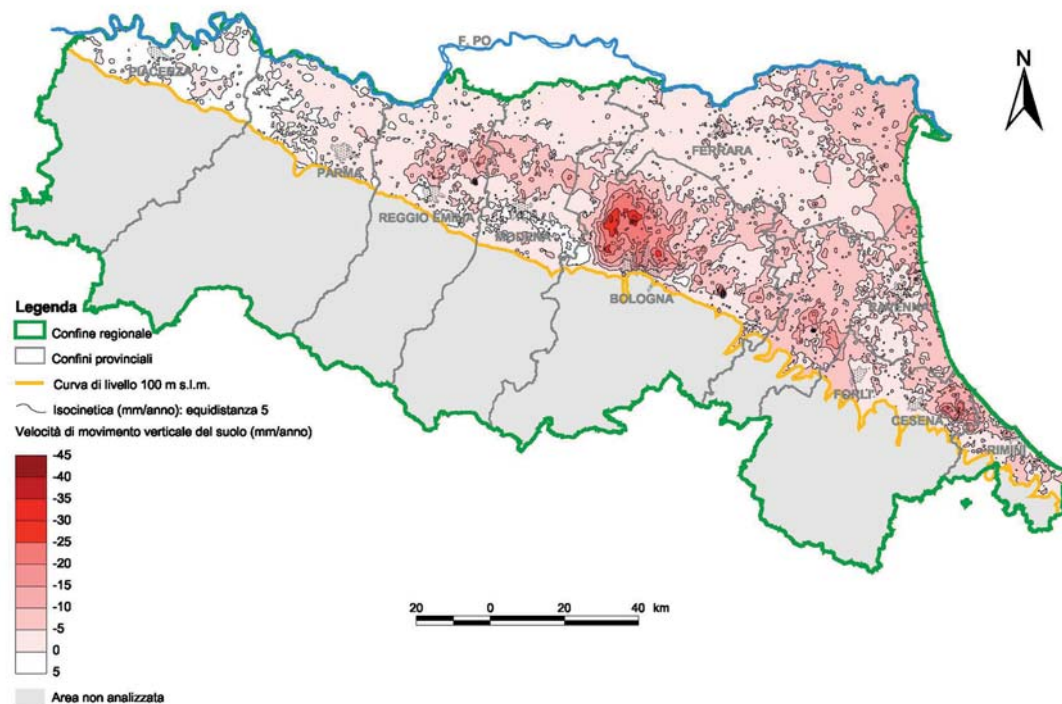 F. PO
N
PIACENZA
FERRARA
PARMA
REGGIO EMILIA
MODENA
BOLOGNA
RAVENNA
FORLI'
CESENA
RIMINI
Legenda
Confine regionale
Confini provinciali
Curva di livello 100 m s.l.m.
Isocinetica (mm/anno): equidistanza 5
Velocità di movimento verticale del suolo (mm/anno)
-45
-40
-35
-30
-25
-20
-15
-10
-5
0
5
Area non analizzata
20 0 20 40 km